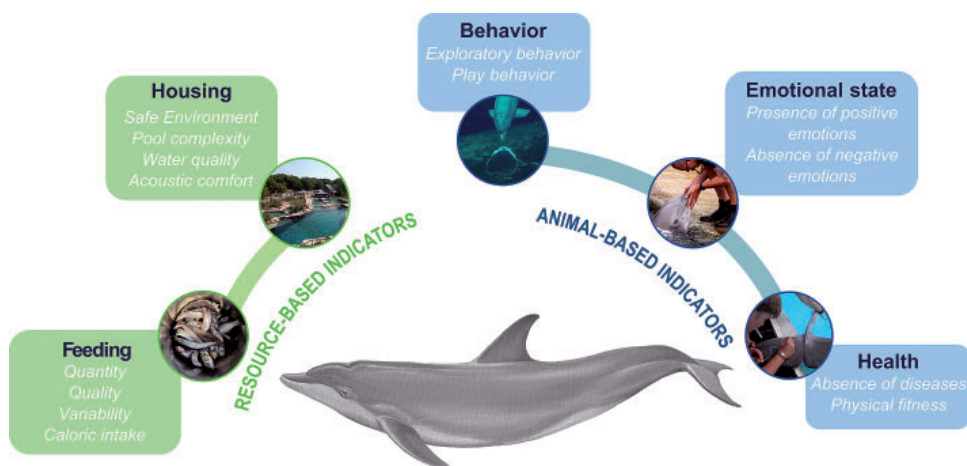 Behavior
Exploratory behavior
Play behavior
Housing
Safe Environment
Pool complexity
Water quality
Acoustic comfort
Emotional state
Presence of positive
emotions
Absence of negative
emotions
RESOURCE-BASED INDICATORS
ANIMAL-BASED INDICATORS
Feeding
Quantity
Quality
Variability
Caloric intake
Health
Absence of diseases
Physical fitness